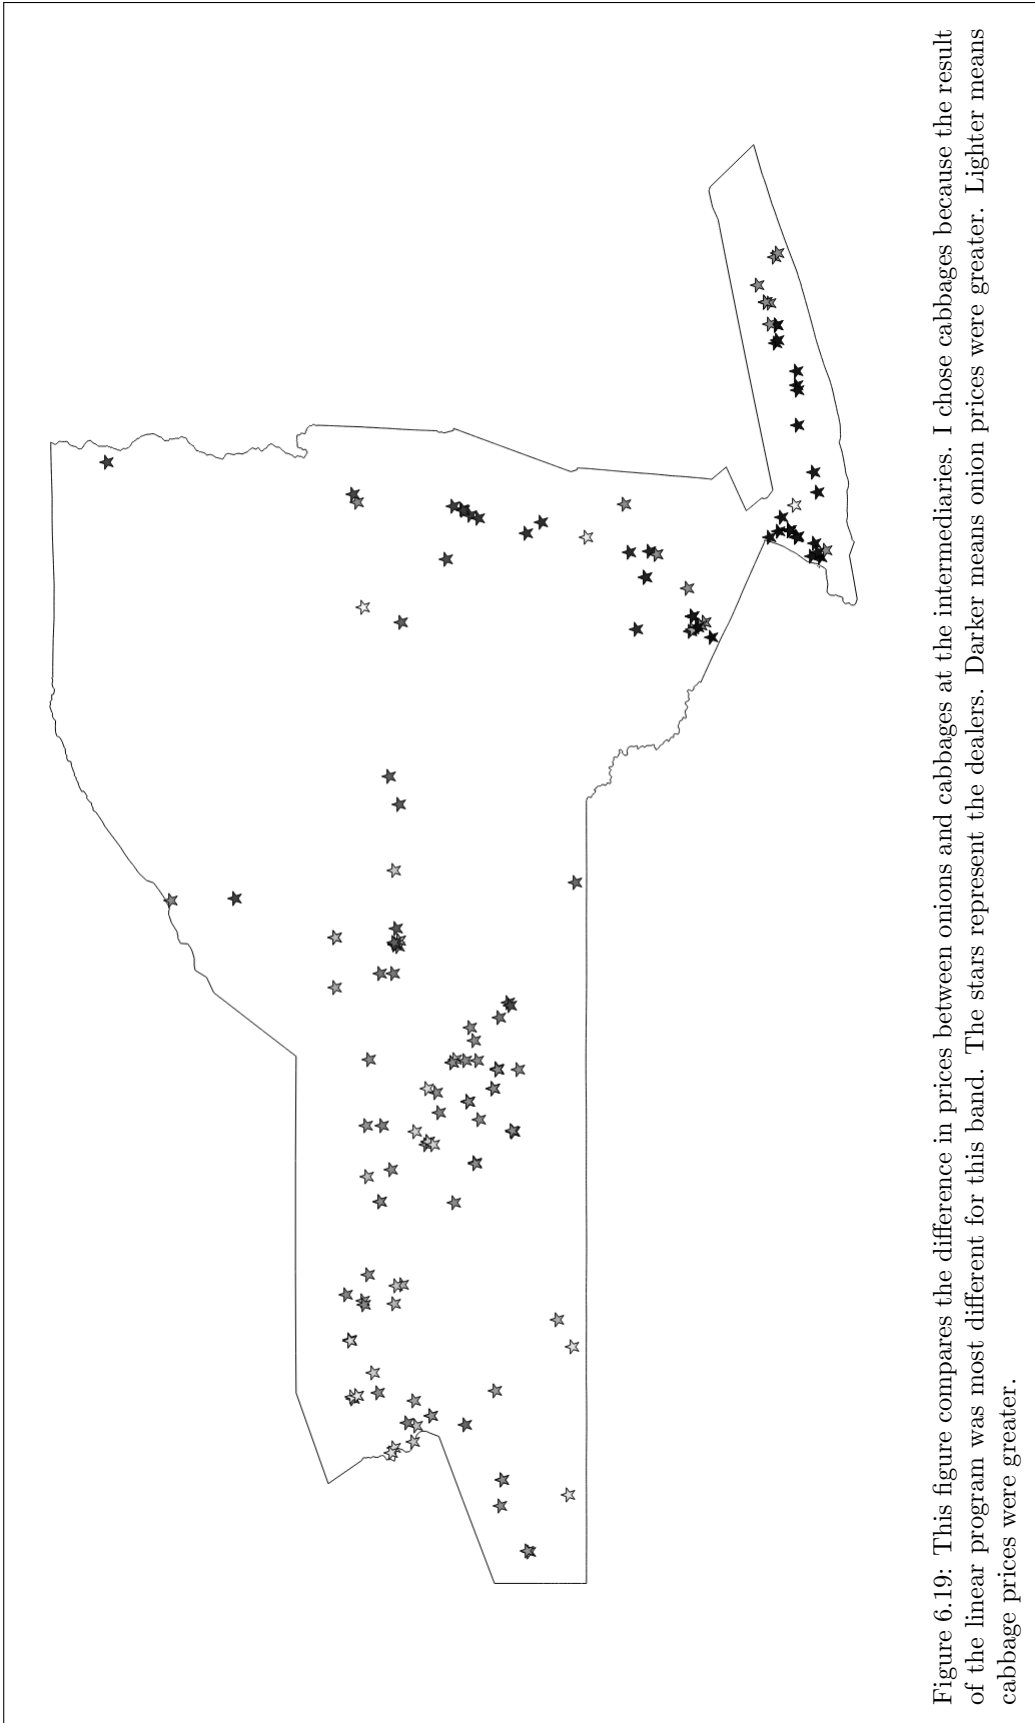 Figure 6.19: This figure compares the difference in prices between onions and cabbages at the intermediaries. I chose cabbages because the result
of the linear program was most different for this band. The stars represent the dealers. Darker means onion prices were greater. Lighter means
cabbage prices were greater.